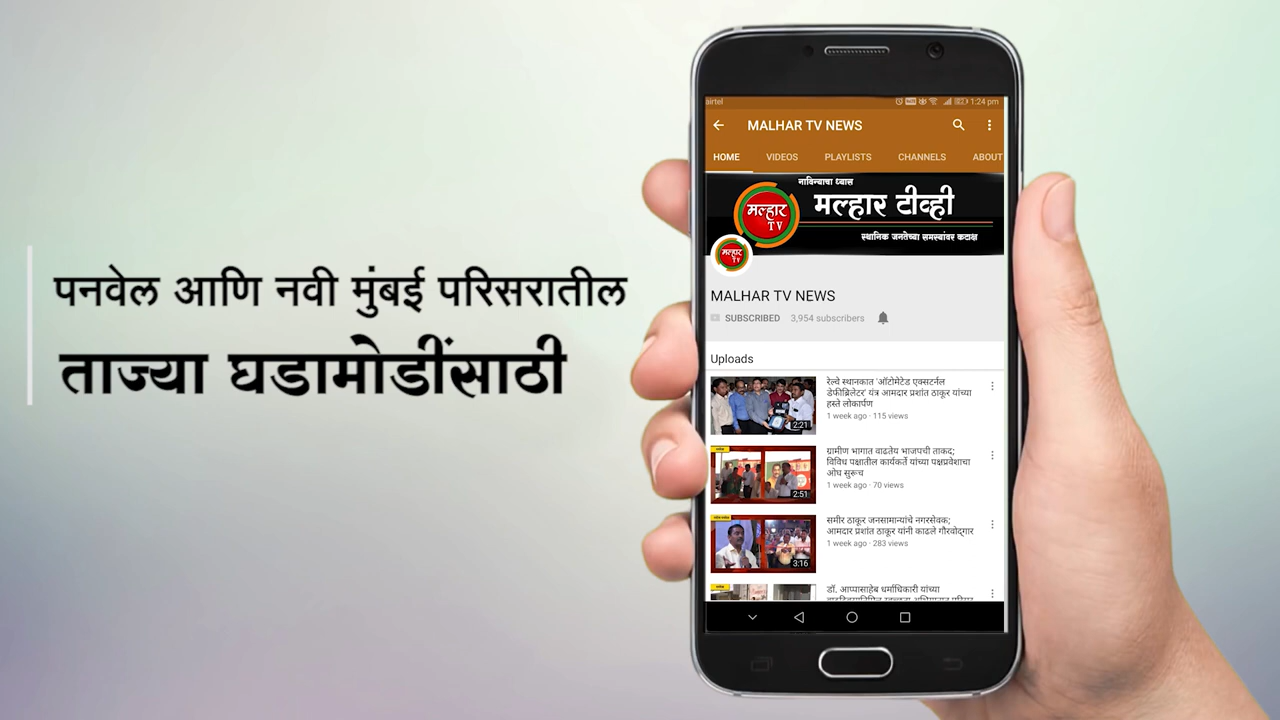 पनवेल आणि नवी मुंबई परिसरातील
ताज्या घडामोडींसाठी
airtel
1:24 pm
MALHAR TV NEWS
HOME VIDEOS PLAYLISTS CHANNELS ABOUT
नाविन्याचा ध्यास
मल्हार टीव्ही
मल्हार
TV
स्थानिक जनतेच्या समस्यांवर कटाक्ष
मल्हार
TV
MALHAR TV NEWS
SUBSCRIBED 3,954 subscribers
Uploads
रेल्वे स्थानकात 'ऑटोमेटेड एक्सटर्नल
डेफीब्रिलेटर' यंत्र आमदार प्रशांत ठाकूर यांच्या
हस्ते लोकार्पण
1 week ago · 115 views
2:21
ग्रामीण भागात वाढतेय भाजपची ताकद;
विविध पक्षातील कार्यकर्ते यांच्या पक्षप्रवेशाचा
ओघ सुरूच
1 week ago · 70 views
2:51
समीर ठाकूर जनसामान्यांचे नगरसेवक;
आमदार प्रशांत ठाकूर यांनी काढले गौरवोद्‌गार
1 week ago · 283 views
3:16
डॉ. आप्पासाहेब धर्माधिकारी यांच्या